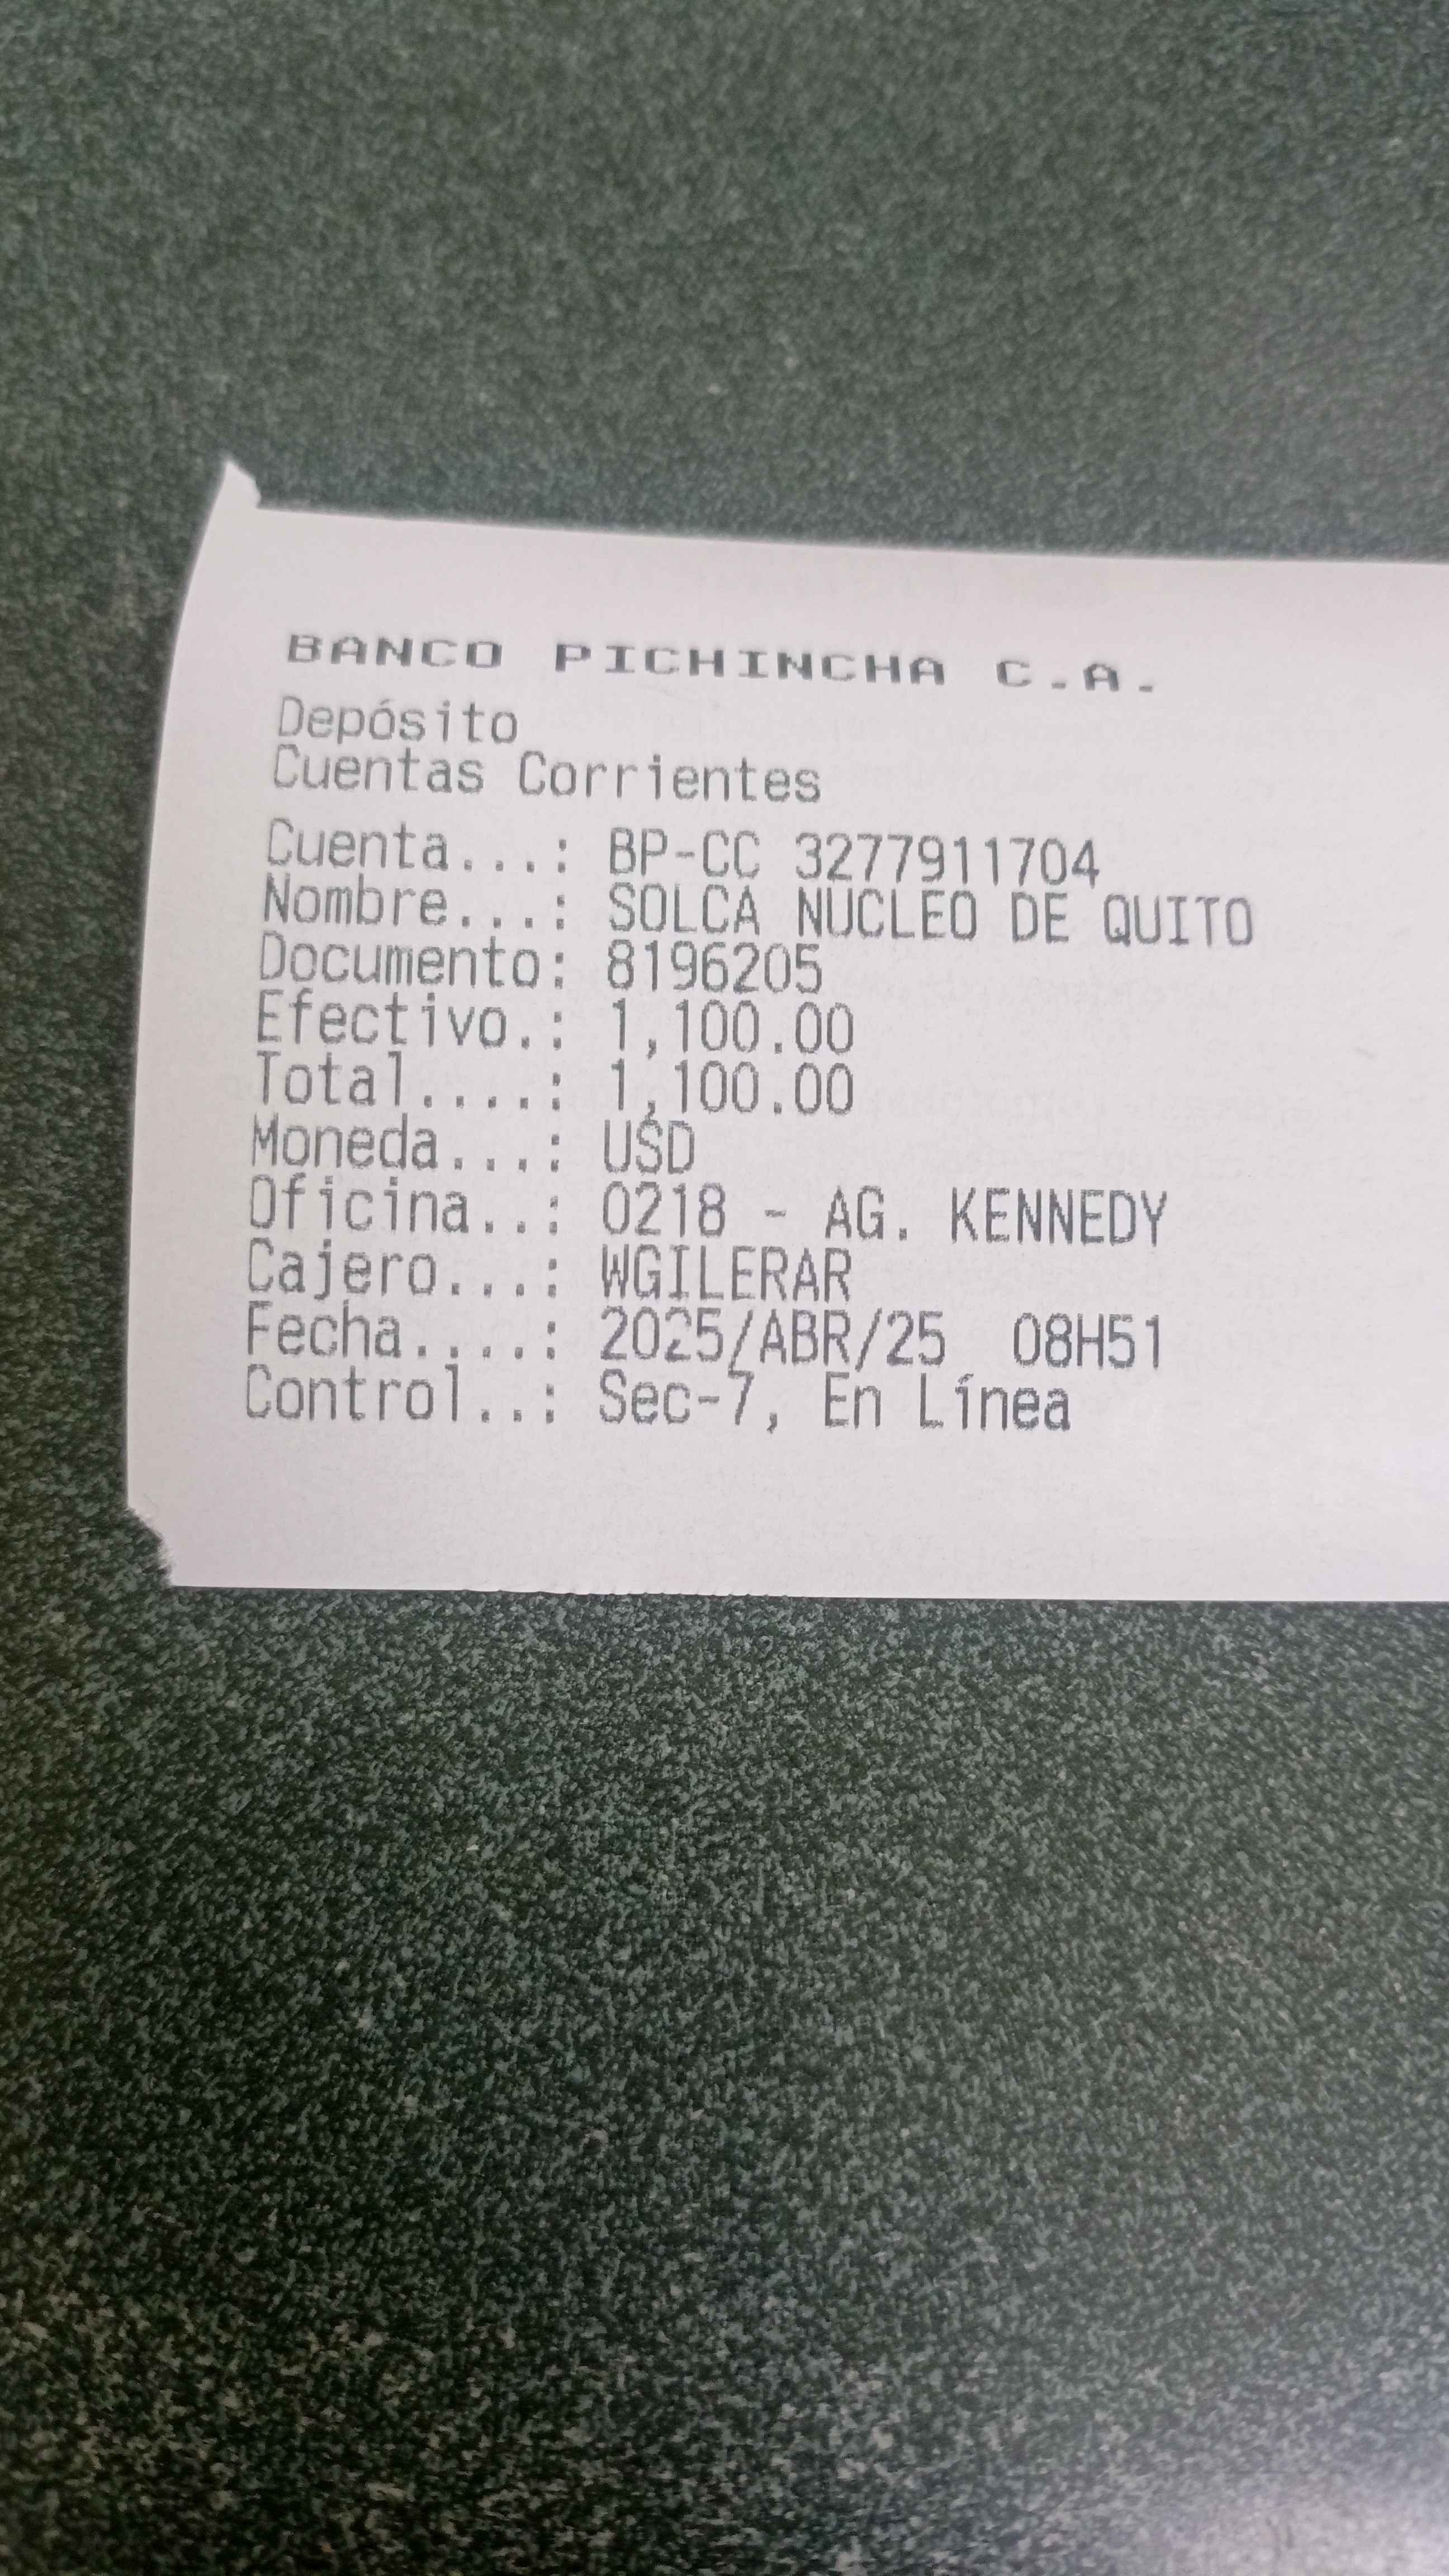 BANCO PICHINCHA C.A.
Depósito
Cuentas Corrientes
Cuenta...: BP-CC 3277911704
Nombre...: SOLCA NUCLEO DE QUITO
Documento: 8196205
Efectivo.: 1,100.00
Total....: 1,100.00
Moneda...: USD
Oficina..: 0218 - AG. KENNEDY
Cajero...: WGILERAR
Fecha....: 2025/ABR/25 08H51
Control..: Sec-7, En Línea